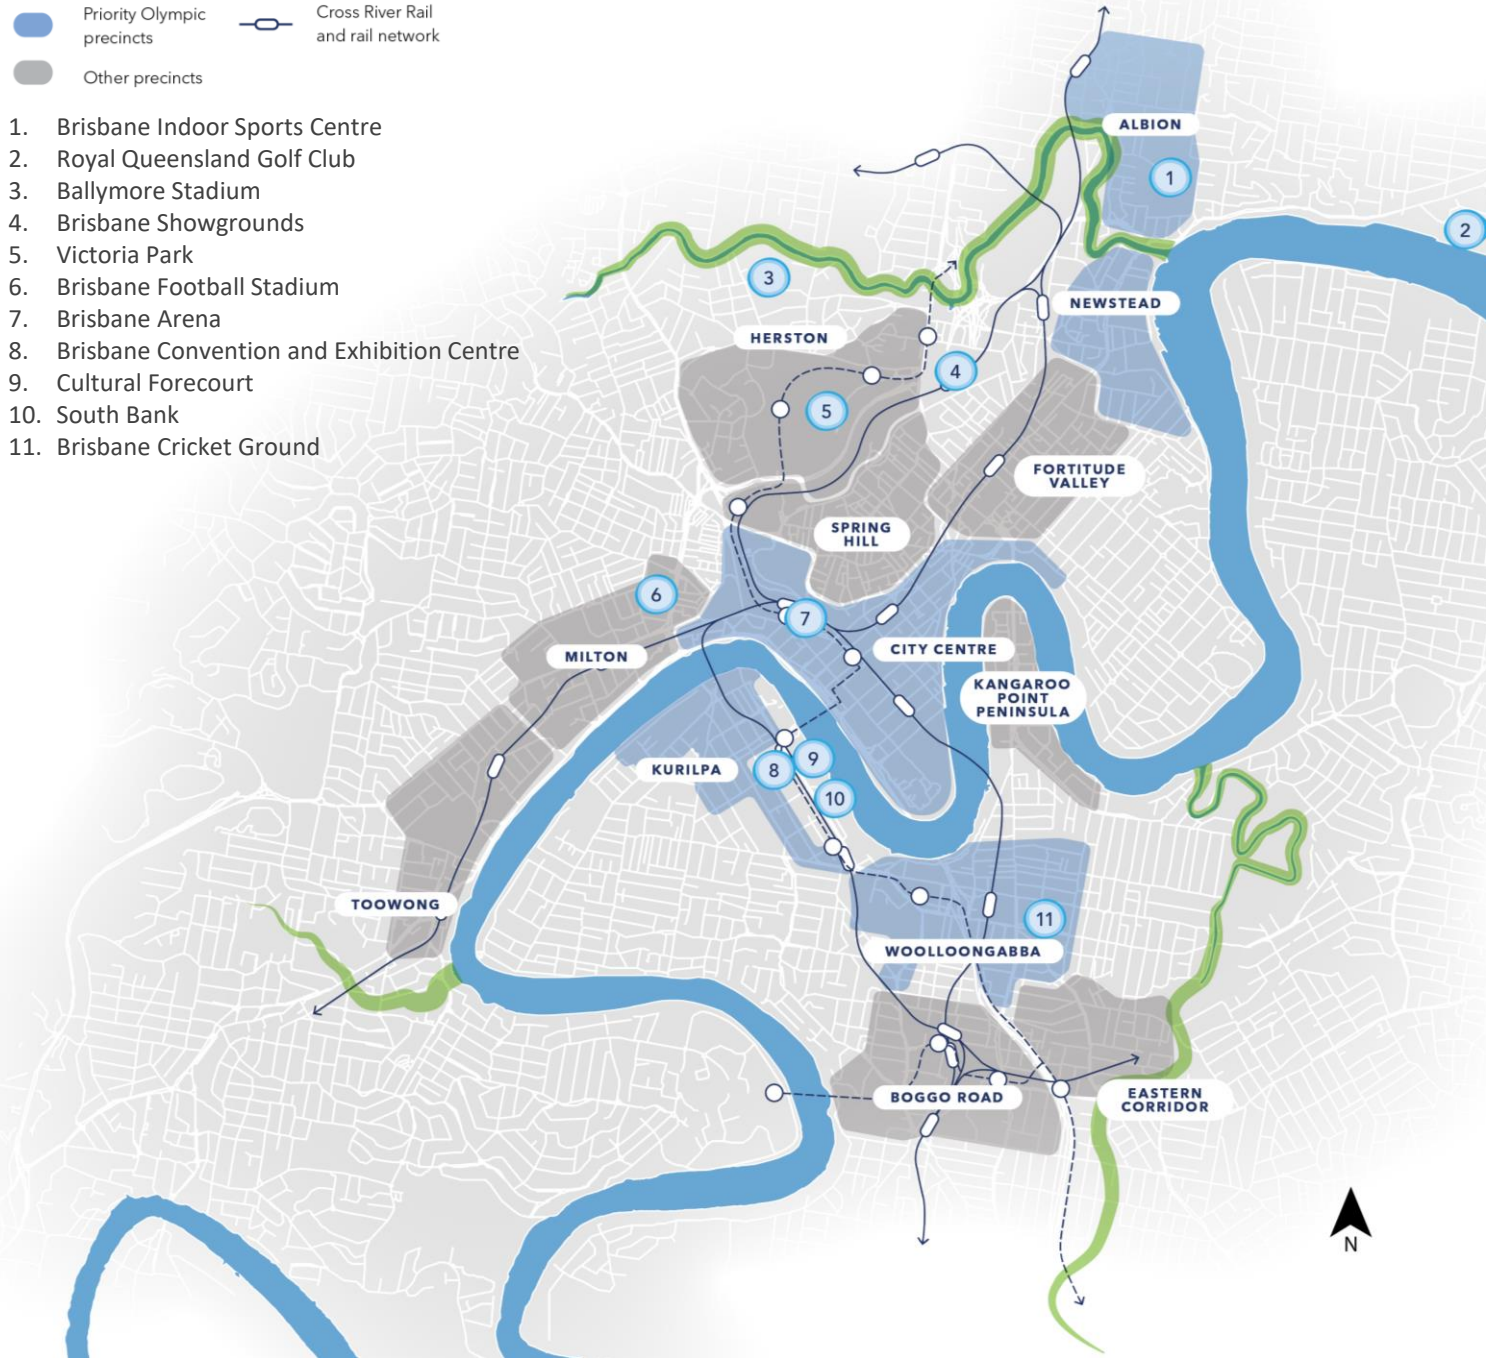 Priority Olympic
precincts
Cross River Rail
and rail network
Other precincts
1. Brisbane Indoor Sports Centre
2. Royal Queensland Golf Club
3. Ballymore Stadium
4. Brisbane Showgrounds
5. Victoria Park
6. Brisbane Football Stadium
7. Brisbane Arena
8. Brisbane Convention and Exhibition Centre
9. Cultural Forecourt
10. South Bank
11. Brisbane Cricket Ground
ALBION
1
2
3
NEWSTEAD
HERSTON
4
5
FORTITUDE
VALLEY
SPRING
HILL
6
7
MILTON
CITY CENTRE
KANGAROO
POINT
PENINSULA
KURILPA
8
9
10
TOOWONG
11
WOOLLOONGABBA
BOGGO ROAD
EASTERN
CORRIDOR
N